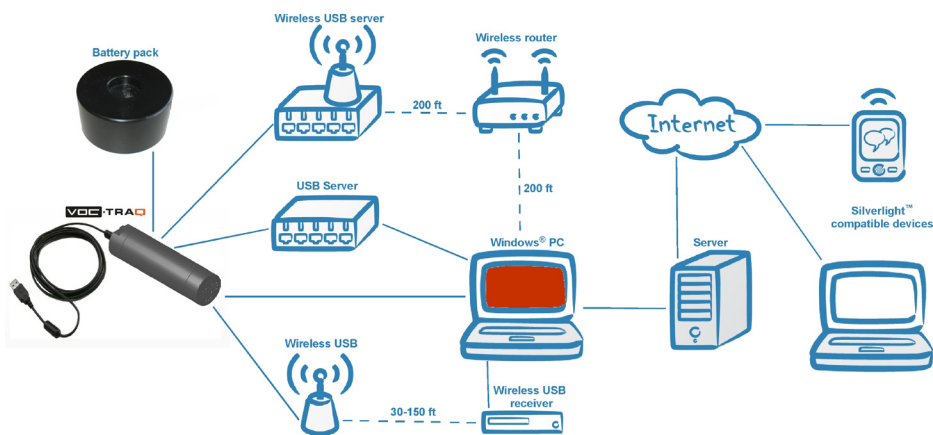 Wireless USB server
Battery pack
Wireless router
200 ft
Internet
200 ft
USB Server
VOC-TRAQ
Silverlight™
compatible devices
Windows® PC
Server
Wireless USB
Wireless USB
receiver
30-150 ft